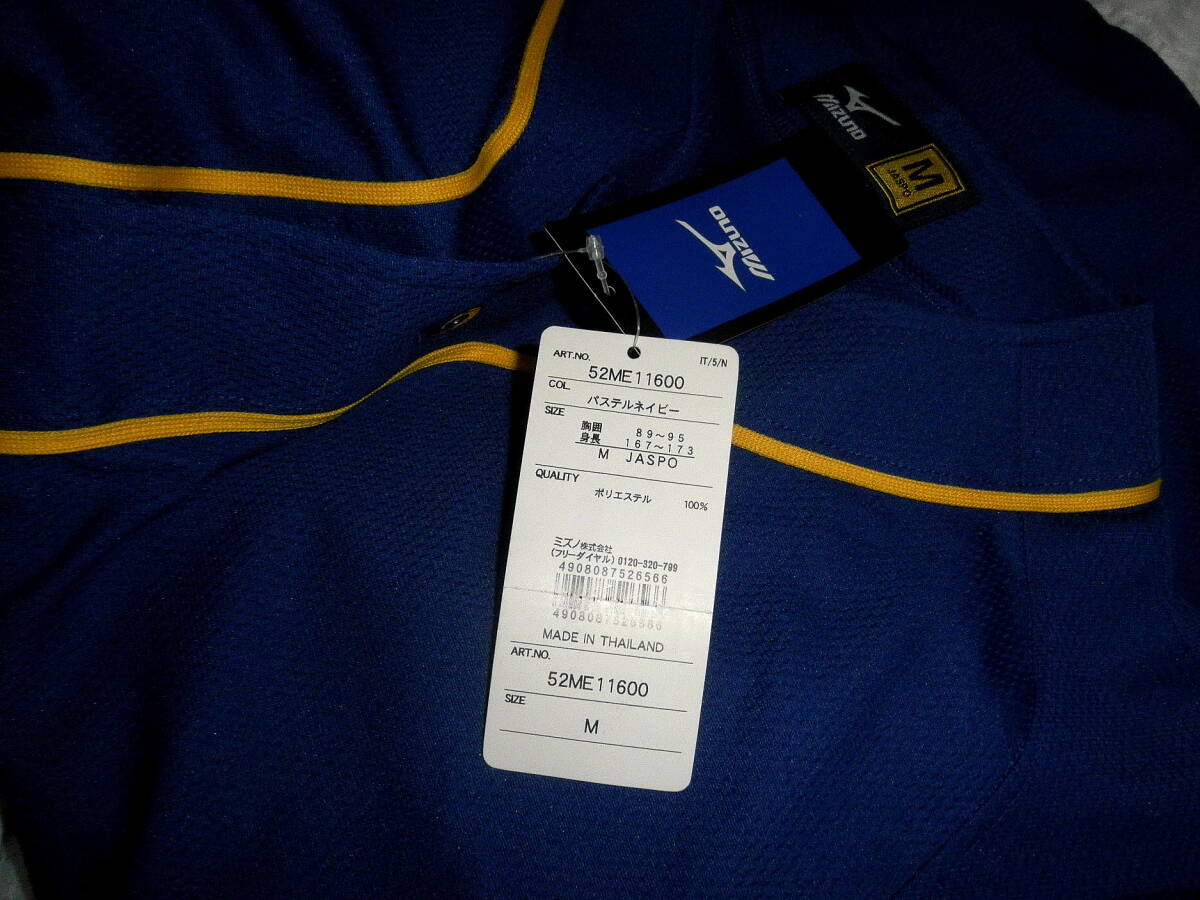 MIZUNO
M
JASPO
MIZUNO
IT/5/N
ART.NO.
52ME11600
COL.
パステルネイビー
SIZE
胸囲 89～95
身長 167～173
M JASPO
QUALITY
ポリエステル 100%
ミズノ株式会社
(フリーダイヤル) 0120-320-799
4908087526566
4908087526566
MADE IN THAILAND
ART.NO.
52ME11600
SIZE
M